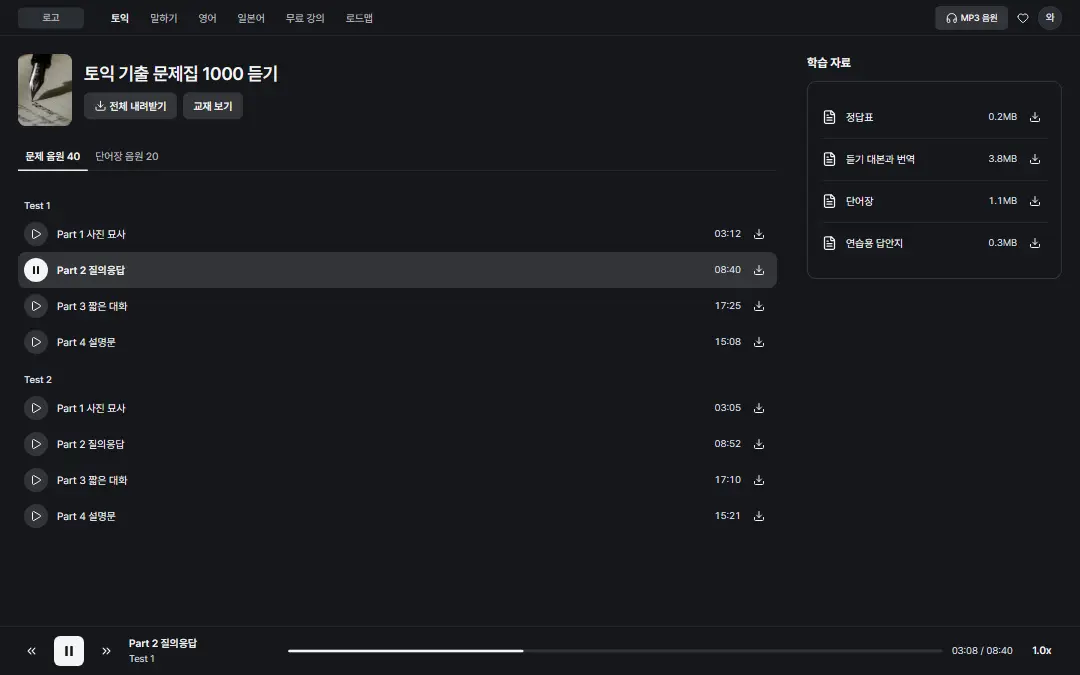 로고 토익 말하기 영어 일본어 무료 강의 로드맵 MP3 음원 와
토익 기출 문제집 1000 듣기
전체 내려받기 교재 보기
문제 음원 40 단어장 음원 20
Test 1
Part 1 사진 묘사 03:12
Part 2 질의응답 08:40
Part 3 짧은 대화 17:25
Part 4 설명문 15:08
Test 2
Part 1 사진 묘사 03:05
Part 2 질의응답 08:52
Part 3 짧은 대화 17:10
Part 4 설명문 15:21
학습 자료
정답표 0.2MB
듣기 대본과 번역 3.8MB
단어장 1.1MB
연습용 답안지 0.3MB
Part 2 질의응답
Test 1
03:08 / 08:40 1.0x